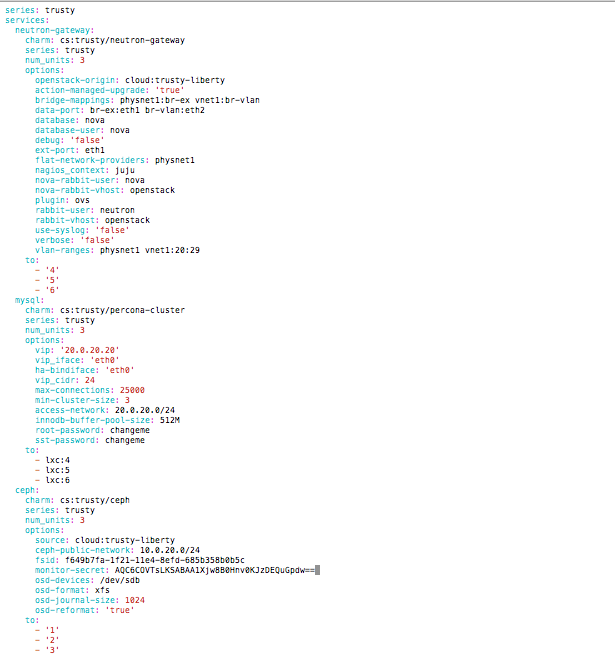 series: trusty
services:
  neutron-gateway:
    charm: cs:trusty/neutron-gateway
    series: trusty
    num_units: 3
    options:
      openstack-origin: cloud:trusty-liberty
      action-managed-upgrade: 'true'
      bridge-mappings: physnet1:br-ex vnet1:br-vlan
      data-port: br-ex:eth1 br-vlan:eth2
      database: nova
      database-user: nova
      debug: 'false'
      ext-port: eth1
      flat-network-providers: physnet1
      nagios_context: juju
      nova-rabbit-user: nova
      nova-rabbit-vhost: openstack
      plugin: ovs
      rabbit-user: neutron
      rabbit-vhost: openstack
      use-syslog: 'false'
      verbose: 'false'
      vlan-ranges: physnet1 vnet1:20:29
    to:
      - '4'
      - '5'
      - '6'
  mysql:
    charm: cs:trusty/percona-cluster
    series: trusty
    num_units: 3
    options:
      vip: '20.0.20.20'
      vip_iface: 'eth0'
      ha-bindiface: 'eth0'
      vip_cidr: 24
      max-connections: 25000
      min-cluster-size: 3
      access-network: 20.0.20.0/24
      innodb-buffer-pool-size: 512M
      root-password: changeme
      sst-password: changeme
    to:
      - lxc:4
      - lxc:5
      - lxc:6
  ceph:
    charm: cs:trusty/ceph
    series: trusty
    num_units: 3
    options:
      source: cloud:trusty-liberty
      ceph-public-network: 10.0.20.0/24
      fsid: f649b7fa-1f21-11e4-8efd-685b358b0b5c
      monitor-secret: AQC6COVTsLKSABAA1Xjw8B0Hnv0KJzDEQuGpdw==
      osd-devices: /dev/sdb
      osd-format: xfs
      osd-journal-size: 1024
      osd-reformat: 'true'
    to:
      - '1'
      - '2'
      - '3'